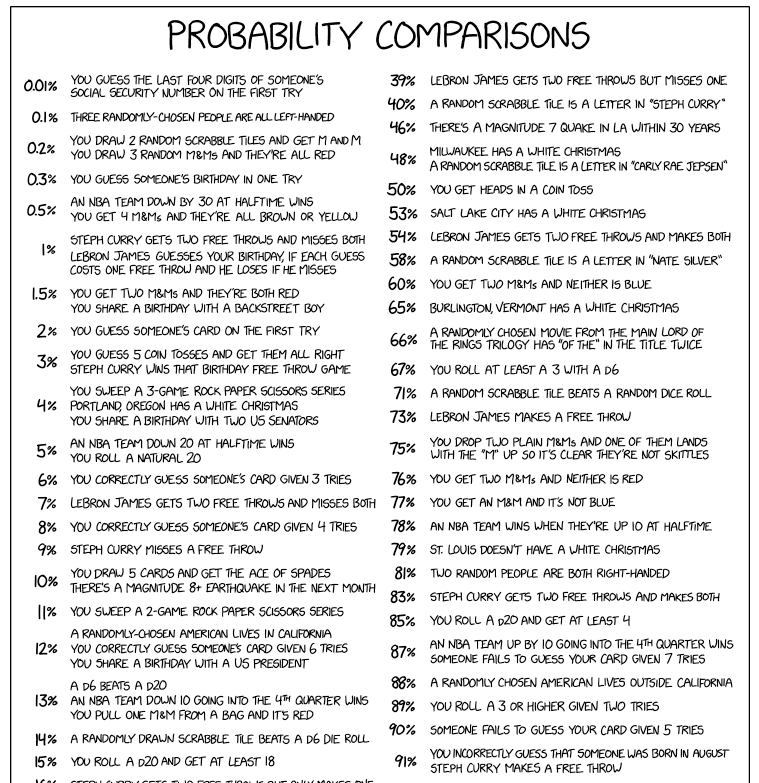 PROBABILITY COMPARISONS
0.01% YOU GUESS THE LAST FOUR DIGITS OF SOMEONE'S
SOCIAL SECURITY NUMBER ON THE FIRST TRY
0.1% THREE RANDOMLY-CHOSEN PEOPLE ARE ALL LEFT-HANDED
0.2% YOU DRAW 2 RANDOM SCRABBLE TILES AND GET M AND M
YOU DRAW 3 RANDOM M&Ms AND THEY'RE ALL RED
0.3% YOU GUESS SOMEONE'S BIRTHDAY IN ONE TRY
0.5% AN NBA TEAM DOWN BY 30 AT HALFTIME WINS
YOU GET 4 M&Ms AND THEY'RE ALL BROWN OR YELLOW
1% STEPH CURRY GETS TWO FREE THROWS AND MISSES BOTH
LEBRON JAMES GUESSES YOUR BIRTHDAY, IF EACH GUESS
COSTS ONE FREE THROW AND HE LOSES IF HE MISSES
1.5% YOU GET TWO M&Ms AND THEY'RE BOTH RED
YOU SHARE A BIRTHDAY WITH A BACKSTREET BOY
2% YOU GUESS SOMEONE'S CARD ON THE FIRST TRY
3% YOU GUESS 5 COIN TOSSES AND GET THEM ALL RIGHT
STEPH CURRY WINS THAT BIRTHDAY FREE THROW GAME
4% YOU SWEEP A 3-GAME ROCK PAPER SCISSORS SERIES
PORTLAND, OREGON HAS A WHITE CHRISTMAS
YOU SHARE A BIRTHDAY WITH TWO US SENATORS
5% AN NBA TEAM DOWN 20 AT HALFTIME WINS
YOU ROLL A NATURAL 20
6% YOU CORRECTLY GUESS SOMEONE'S CARD GIVEN 3 TRIES
7% LEBRON JAMES GETS TWO FREE THROWS AND MISSES BOTH
8% YOU CORRECTLY GUESS SOMEONE'S CARD GIVEN 4 TRIES
9% STEPH CURRY MISSES A FREE THROW
10% YOU DRAW 5 CARDS AND GET THE ACE OF SPADES
THERE'S A MAGNITUDE 8+ EARTHQUAKE IN THE NEXT MONTH
11% YOU SWEEP A 2-GAME ROCK PAPER SCISSORS SERIES
12% A RANDOMLY-CHOSEN AMERICAN LIVES IN CALIFORNIA
YOU CORRECTLY GUESS SOMEONE'S CARD GIVEN 6 TRIES
YOU SHARE A BIRTHDAY WITH A US PRESIDENT
13% A D6 BEATS A D20
AN NBA TEAM DOWN 10 GOING INTO THE 4TH QUARTER WINS
YOU PULL ONE M&M FROM A BAG AND IT'S RED
14% A RANDOMLY DRAWN SCRABBLE TILE BEATS A D6 DIE ROLL
15% YOU ROLL A D20 AND GET AT LEAST 18
16% STEPH CURRY GETS TWO FREE THROWS BUT ONLY MAKES ONE
39% LEBRON JAMES GETS TWO FREE THROWS BUT MISSES ONE
40% A RANDOM SCRABBLE TILE IS A LETTER IN "STEPH CURRY"
46% THERE'S A MAGNITUDE 7 QUAKE IN LA WITHIN 30 YEARS
48% MILWAUKEE HAS A WHITE CHRISTMAS
A RANDOM SCRABBLE TILE IS A LETTER IN "CARLY RAE JEPSEN"
50% YOU GET HEADS IN A COIN TOSS
53% SALT LAKE CITY HAS A WHITE CHRISTMAS
54% LEBRON JAMES GETS TWO FREE THROWS AND MAKES BOTH
58% A RANDOM SCRABBLE TILE IS A LETTER IN "NATE SILVER"
60% YOU GET TWO M&Ms AND NEITHER IS BLUE
65% BURLINGTON, VERMONT HAS A WHITE CHRISTMAS
66% A RANDOMLY CHOSEN MOVIE FROM THE MAIN LORD OF
THE RINGS TRILOGY HAS "OF THE" IN THE TITLE TWICE
67% YOU ROLL AT LEAST A 3 WITH A D6
71% A RANDOM SCRABBLE TILE BEATS A RANDOM DICE ROLL
73% LEBRON JAMES MAKES A FREE THROW
75% YOU DROP TWO PLAIN M&Ms AND ONE OF THEM LANDS
WITH THE "M" UP SO IT'S CLEAR THEY'RE NOT SKITTLES
76% YOU GET TWO M&Ms AND NEITHER IS RED
77% YOU GET AN M&M AND IT'S NOT BLUE
78% AN NBA TEAM WINS WHEN THEY'RE UP 10 AT HALFTIME
79% ST. LOUIS DOESN'T HAVE A WHITE CHRISTMAS
81% TWO RANDOM PEOPLE ARE BOTH RIGHT-HANDED
83% STEPH CURRY GETS TWO FREE THROWS AND MAKES BOTH
85% YOU ROLL A D20 AND GET AT LEAST 4
87% AN NBA TEAM UP BY 10 GOING INTO THE 4TH QUARTER WINS
SOMEONE FAILS TO GUESS YOUR CARD GIVEN 7 TRIES
88% A RANDOMLY CHOSEN AMERICAN LIVES OUTSIDE CALIFORNIA
89% YOU ROLL A 3 OR HIGHER GIVEN TWO TRIES
90% SOMEONE FAILS TO GUESS YOUR CARD GIVEN 5 TRIES
91% YOU INCORRECTLY GUESS THAT SOMEONE WAS BORN IN AUGUST
STEPH CURRY MAKES A FREE THROW